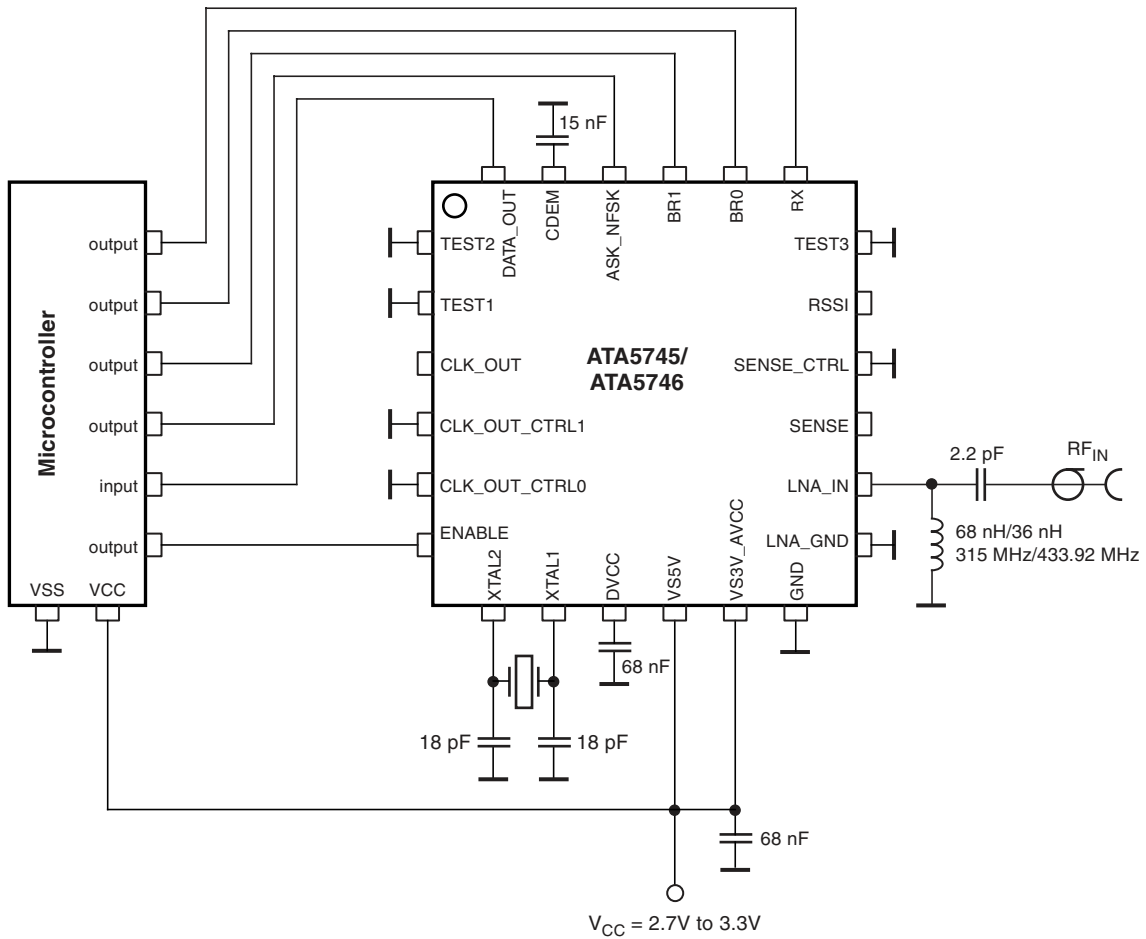 15 nF
Microcontroller
output
output
output
output
input
output
VSS
VCC
DATA_OUT
CDEM
ASK_NFSK
BR1
BR0
RX
TEST2
TEST1
CLK_OUT
CLK_OUT_CTRL1
CLK_OUT_CTRL0
ENABLE
ATA5745/
ATA5746
TEST3
RSSI
SENSE_CTRL
SENSE
LNA_IN
LNA_GND
XTAL2
XTAL1
DVCC
VS5V
VS3V_AVCC
GND
2.2 pF
RFIN
68 nH/36 nH
315 MHz/433.92 MHz
68 nF
18 pF
18 pF
68 nF
VCC = 2.7V to 3.3V